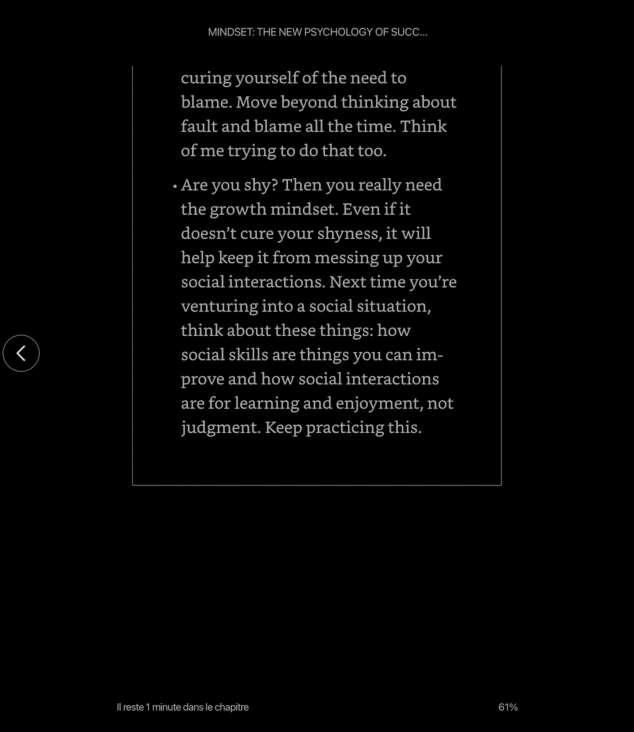 MINDSET: THE NEW PSYCHOLOGY OF SUCC...
curing yourself of the need to
blame. Move beyond thinking about
fault and blame all the time. Think
of me trying to do that too.
• Are you shy? Then you really need
the growth mindset. Even if it
doesn’t cure your shyness, it will
help keep it from messing up your
social interactions. Next time you’re
venturing into a social situation,
think about these things: how
social skills are things you can im-
prove and how social interactions
are for learning and enjoyment, not
judgment. Keep practicing this.
Il reste 1 minute dans le chapitre
61%